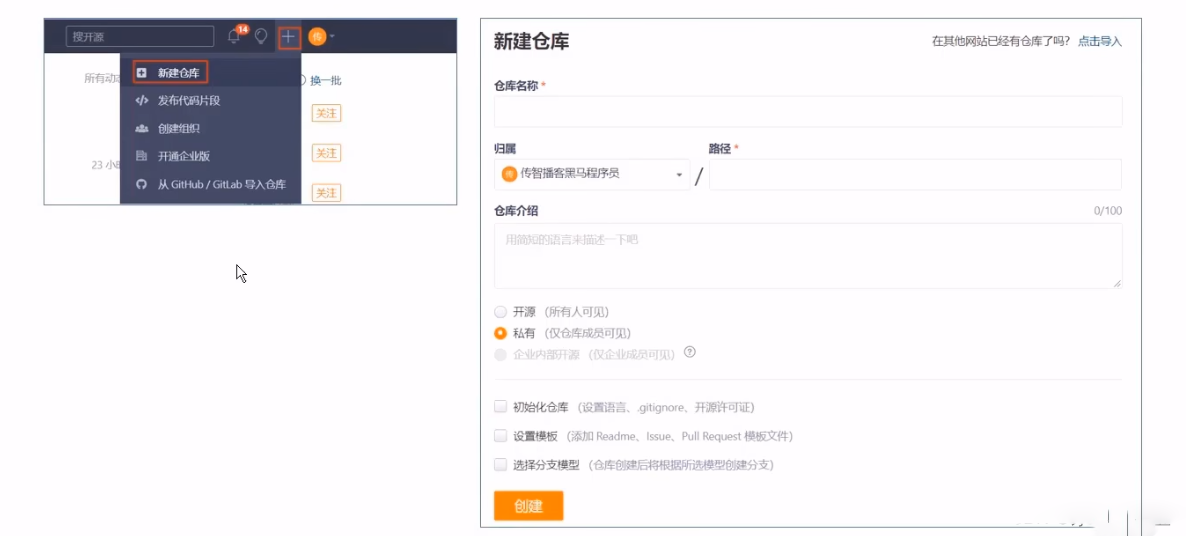 搜开源
14
传
所有动态
新建仓库
换一批
发布代码片段
关注
创建组织
开通企业版
关注
23 小
从 GitHub / GitLab 导入仓库
关注
新建仓库
在其他网站已经有仓库了吗? 点击导入
仓库名称 *
归属 路径 *
传 传智播客黑马程序员 /
仓库介绍 0/100
用简短的语言来描述一下吧
开源 (所有人可见)
私有 (仅仓库成员可见)
企业内部开源 (仅企业成员可见) ?
初始化仓库 (设置语言、.gitignore、开源许可证)
设置模板 (添加 Readme、Issue、Pull Request 模板文件)
选择分支模型 (仓库创建后将根据所选模型创建分支)
创建